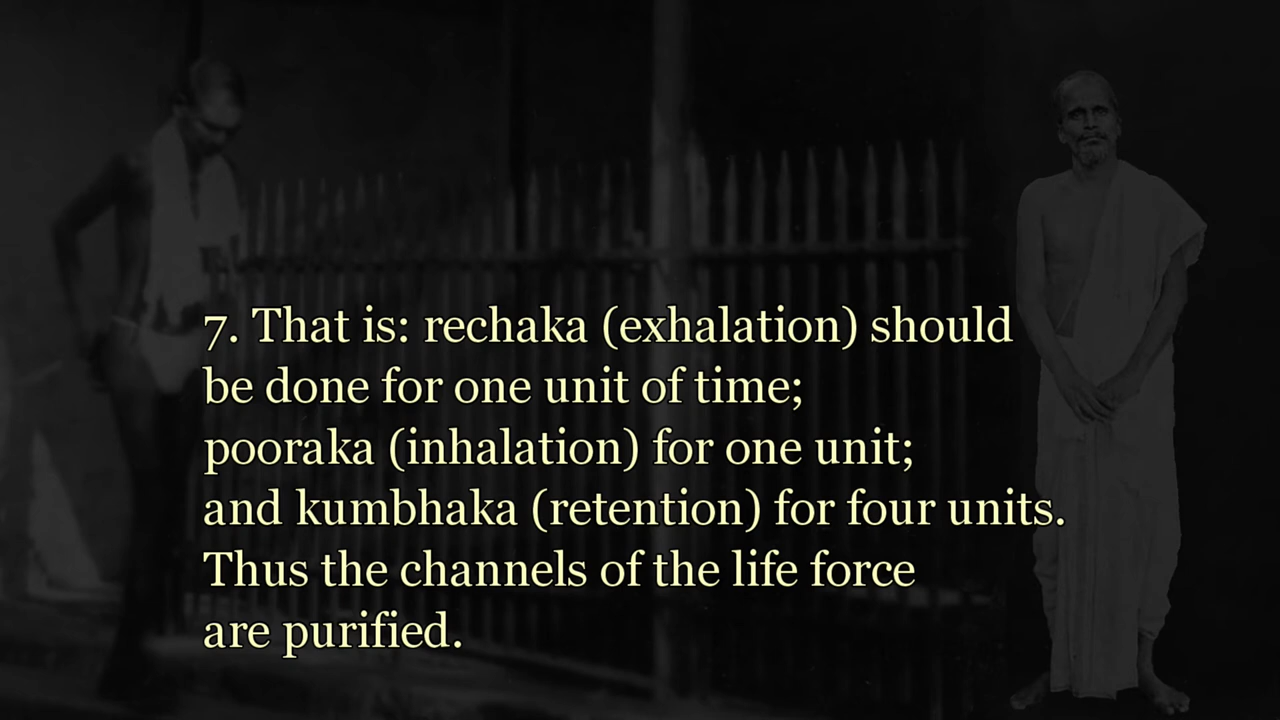 7. That is: rechaka (exhalation) should
be done for one unit of time;
pooraka (inhalation) for one unit;
and kumbhaka (retention) for four units.
Thus the channels of the life force
are purified.